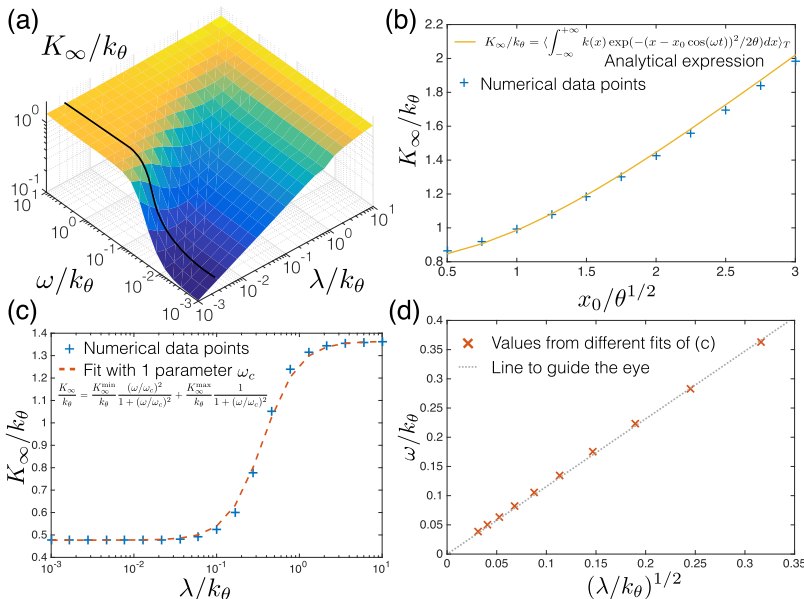 (a)
K∞/kθ
10^0
10^-1
10^1
10^0
10^-1
10^-2
10^-3
ω/kθ
10^-3
10^-2
10^-1
10^0
10^1
λ/kθ
(b)
2.2
2
1.8
1.6
1.4
1.2
1
0.8
K∞/kθ
K∞/kθ = ⟨∫_{-∞}^{+∞} k(x) exp(-(x - x0 cos(ωt))^2/2θ)dx⟩_T
Analytical expression
Numerical data points
0.5 1 1.5 2 2.5 3
x0/θ^1/2
(c)
1.4
1.3
1.2
1.1
1
0.9
0.8
0.7
0.6
0.5
0.4
K∞/kθ
Numerical data points
Fit with 1 parameter ωc
K∞/kθ = K∞^min/kθ (ω/ωc)^2/1+(ω/ωc)^2 + K∞^max/kθ 1/1+(ω/ωc)^2
10^-3 10^-2 10^-1 10^0 10^1
λ/kθ
(d)
0.4
0.35
0.3
0.25
0.2
0.15
0.1
0.05
0
ω/kθ
Values from different fits of (c)
Line to guide the eye
0 0.05 0.1 0.15 0.2 0.25 0.3 0.35
(λ/kθ)^1/2